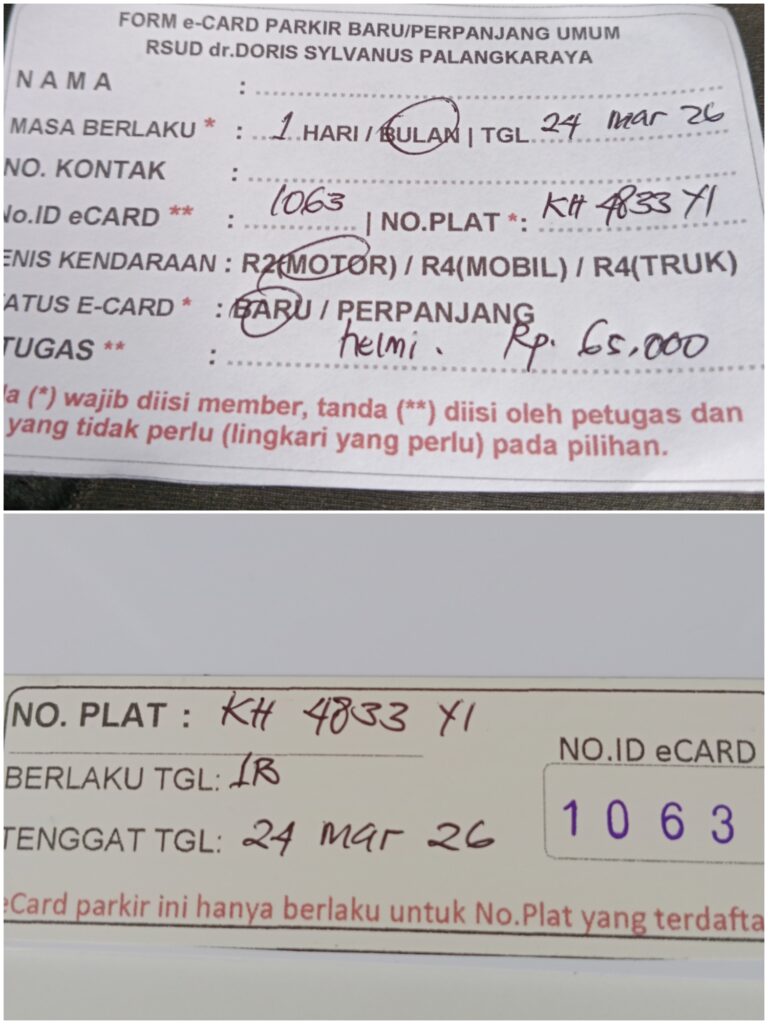 FORM e-CARD PARKIR BARU/PERPANJANG UMUM
RSUD dr.DORIS SYLVANUS PALANGKARAYA
NAMA :
MASA BERLAKU * : 1 HARI / BULAN | TGL 24 Mar 26
NO. KONTAK :
No.ID eCARD ** : 1063 | NO.PLAT *: KH 4833 YI
ENIS KENDARAAN : R2(MOTOR) / R4(MOBIL) / R4(TRUK)
ATUS E-CARD * : BARU / PERPANJANG
TUGAS ** : helmi . Rp. 65.000
a (*) wajib diisi member, tanda (**) diisi oleh petugas dan
yang tidak perlu (lingkari yang perlu) pada pilihan.
NO. PLAT : KH 4833 YI
BERLAKU TGL: 1B
TENGGAT TGL: 24 Mar 26
NO.ID eCARD
1063
eCard parkir ini hanya berlaku untuk No.Plat yang terdafta